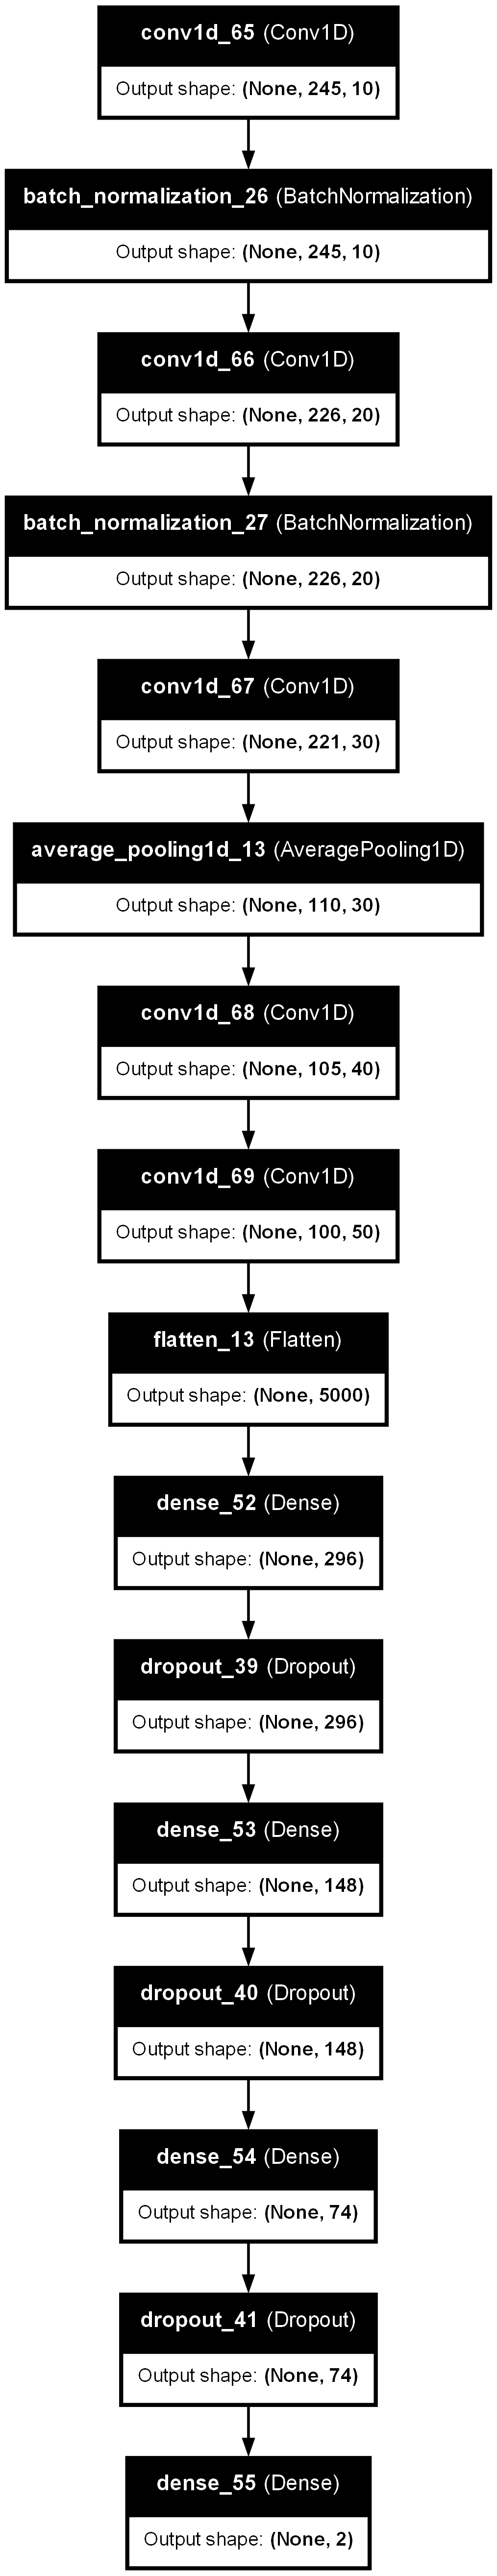 conv1d_65 (Conv1D)
Output shape: (None, 245, 10)
batch_normalization_26 (BatchNormalization)
Output shape: (None, 245, 10)
conv1d_66 (Conv1D)
Output shape: (None, 226, 20)
batch_normalization_27 (BatchNormalization)
Output shape: (None, 226, 20)
conv1d_67 (Conv1D)
Output shape: (None, 221, 30)
average_pooling1d_13 (AveragePooling1D)
Output shape: (None, 110, 30)
conv1d_68 (Conv1D)
Output shape: (None, 105, 40)
conv1d_69 (Conv1D)
Output shape: (None, 100, 50)
flatten_13 (Flatten)
Output shape: (None, 5000)
dense_52 (Dense)
Output shape: (None, 296)
dropout_39 (Dropout)
Output shape: (None, 296)
dense_53 (Dense)
Output shape: (None, 148)
dropout_40 (Dropout)
Output shape: (None, 148)
dense_54 (Dense)
Output shape: (None, 74)
dropout_41 (Dropout)
Output shape: (None, 74)
dense_55 (Dense)
Output shape: (None, 2)